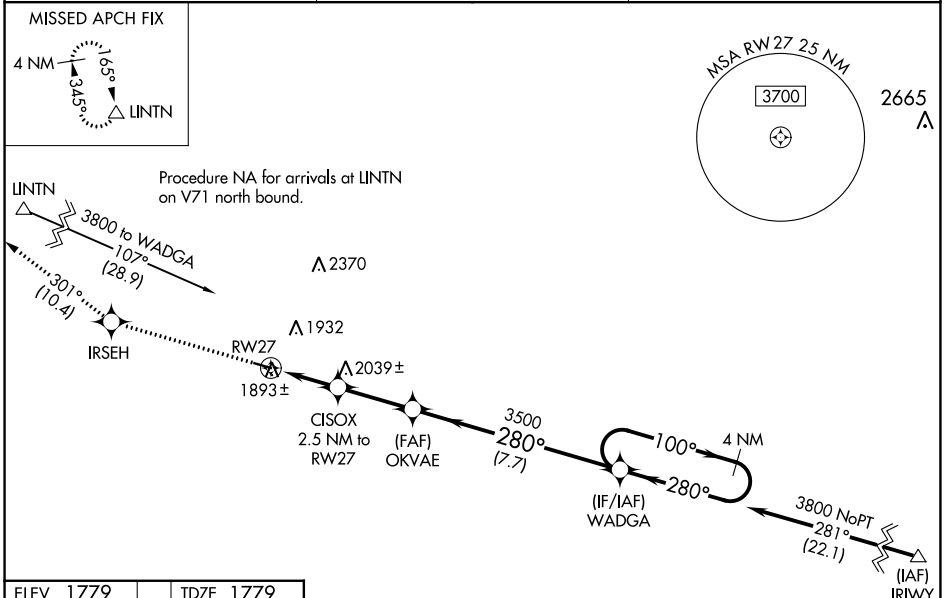 MISSED APCH FIX
4 NM
165°
345°
LINTN
MSA RW27 25 NM
3700
2665
Procedure NA for arrivals at LINTN
on V71 north bound.
LINTN
3800 to WADGA
107°
(28.9)
301°
(10.4)
IRSEH
2370
1932
RW27
1893±
2039±
CISOX
2.5 NM to
RW27
(FAF)
OKVAE
3500
280°
(7.7)
100°
4 NM
280°
(IF/IAF)
WADGA
3800 NoPT
281°
(22.1)
(IAF)
IRIWY
ELEV 1779
TDZE 1779